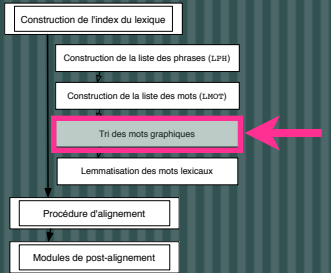 Construction de l'index du lexique
Construction de la liste des phrases (LPH)
Construction de la liste des mots (LMOT)
Tri des mots graphiques
Lemmatisation des mots lexicaux
Procédure d'alignement
Modules de post-alignement